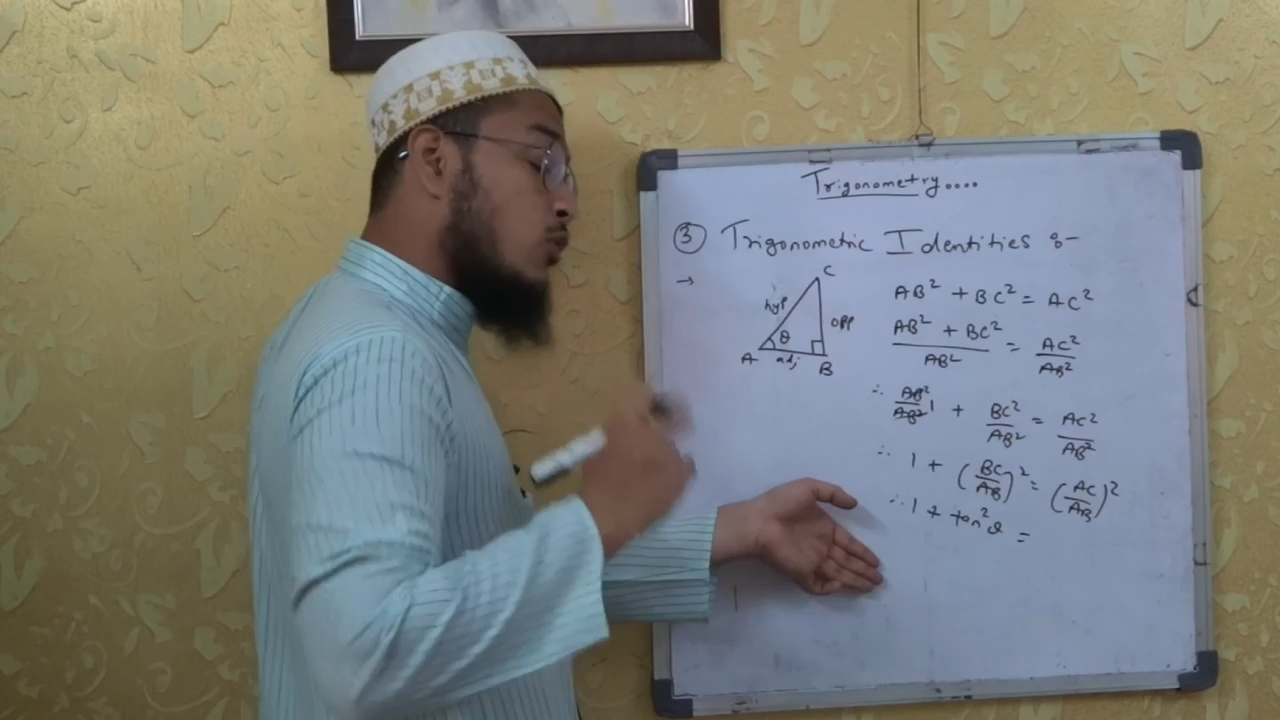 Trigonometry....
③ Trigonometric Identities :-
→
C
hyp
opp
θ
A adj B
AB² + BC² = AC²
AB² + BC² / AB² = AC² / AB²
∴ AB² / AB² 1 + BC² / AB² = AC² / AB²
∴ 1 + (BC / AB)² = (AC / AB)²
∴ 1 + tan²θ =